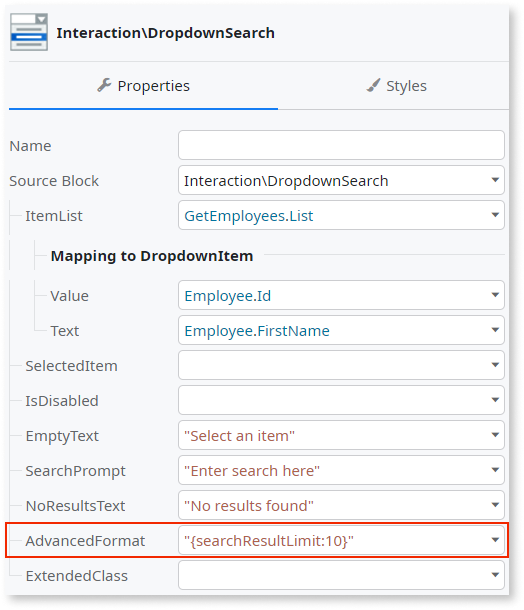 Interaction\DropdownSearch
Properties
Styles
Name
Source Block Interaction\DropdownSearch
ItemList GetEmployees.List
Mapping to DropdownItem
Value Employee.Id
Text Employee.FirstName
SelectedItem
IsDisabled
EmptyText "Select an item"
SearchPrompt "Enter search here"
NoResultsText "No results found"
AdvancedFormat "{searchResultLimit:10}"
ExtendedClass